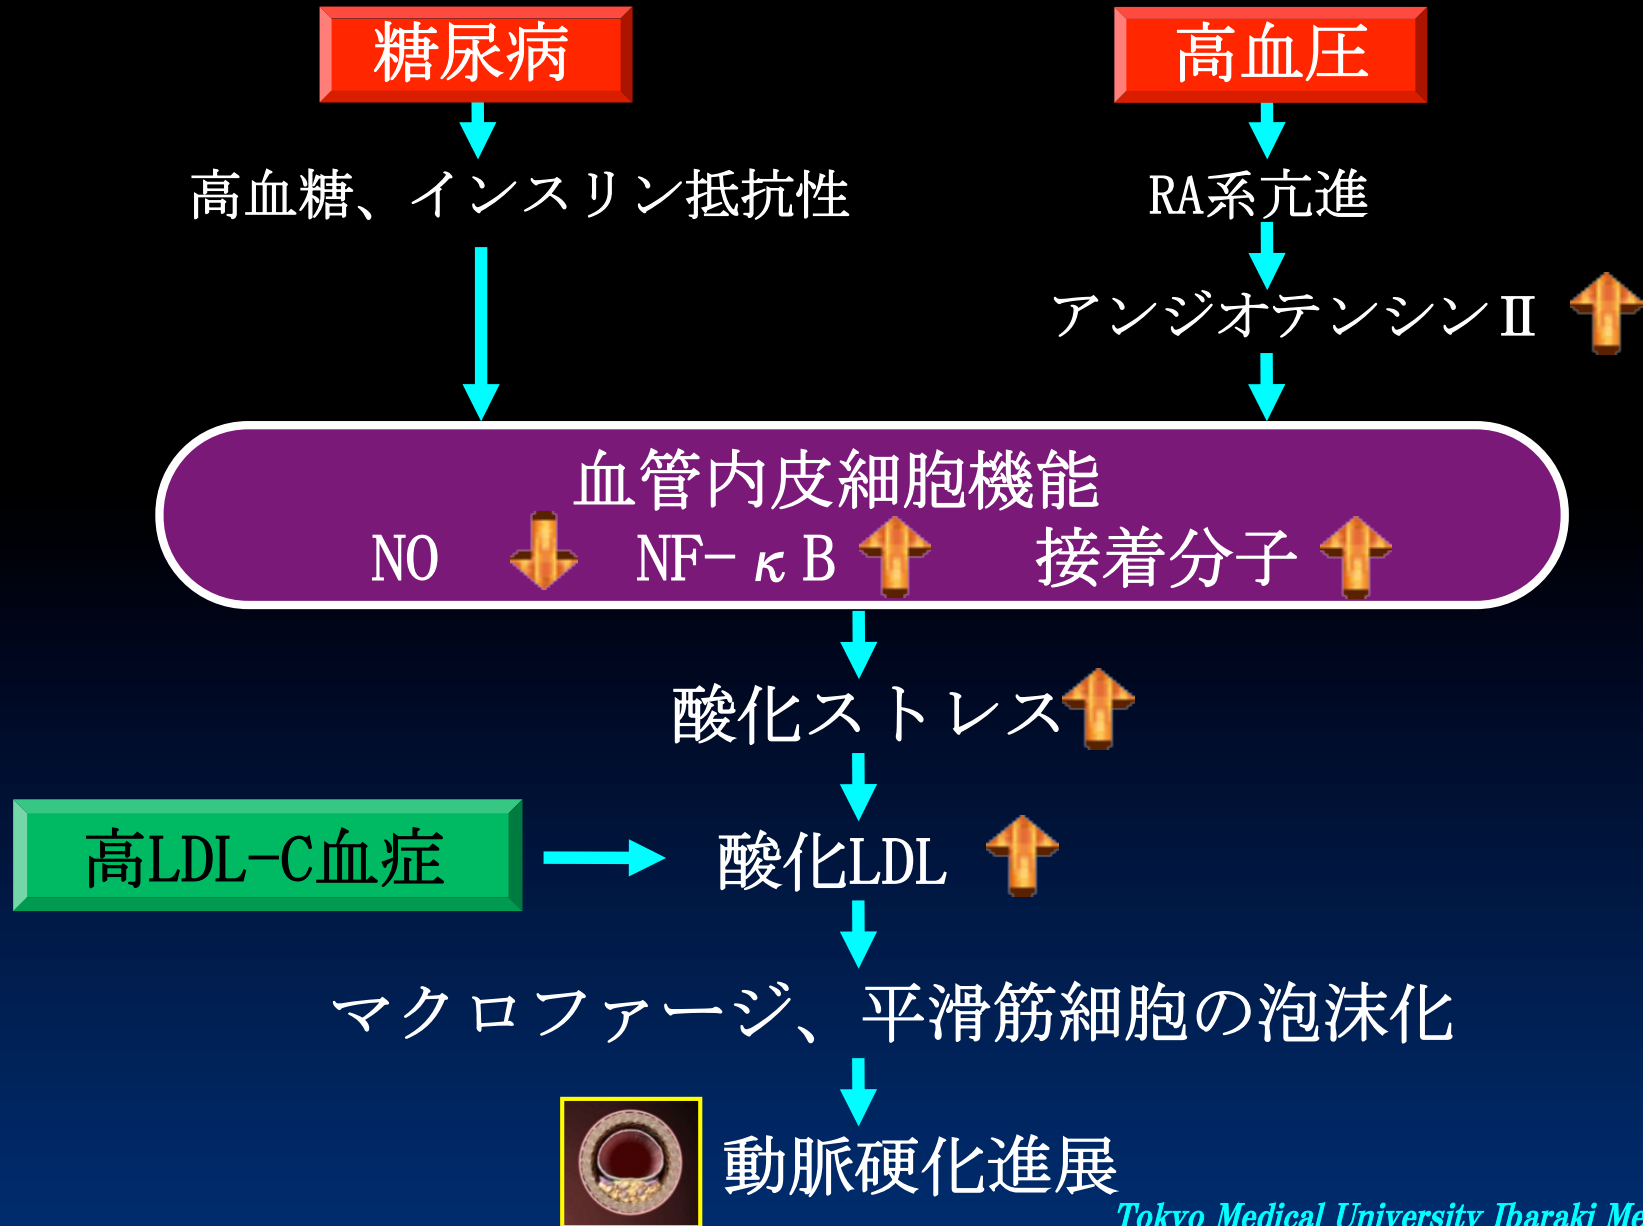 糖尿病
高血圧
高血糖、インスリン抵抗性
RA系亢進
アンジオテンシンⅡ
血管内皮細胞機能
NO NF-κB 接着分子
酸化ストレス
高LDL-C血症
酸化LDL
マクロファージ、平滑筋細胞の泡沫化
動脈硬化進展
Tokyo Medical University Ibaraki Me